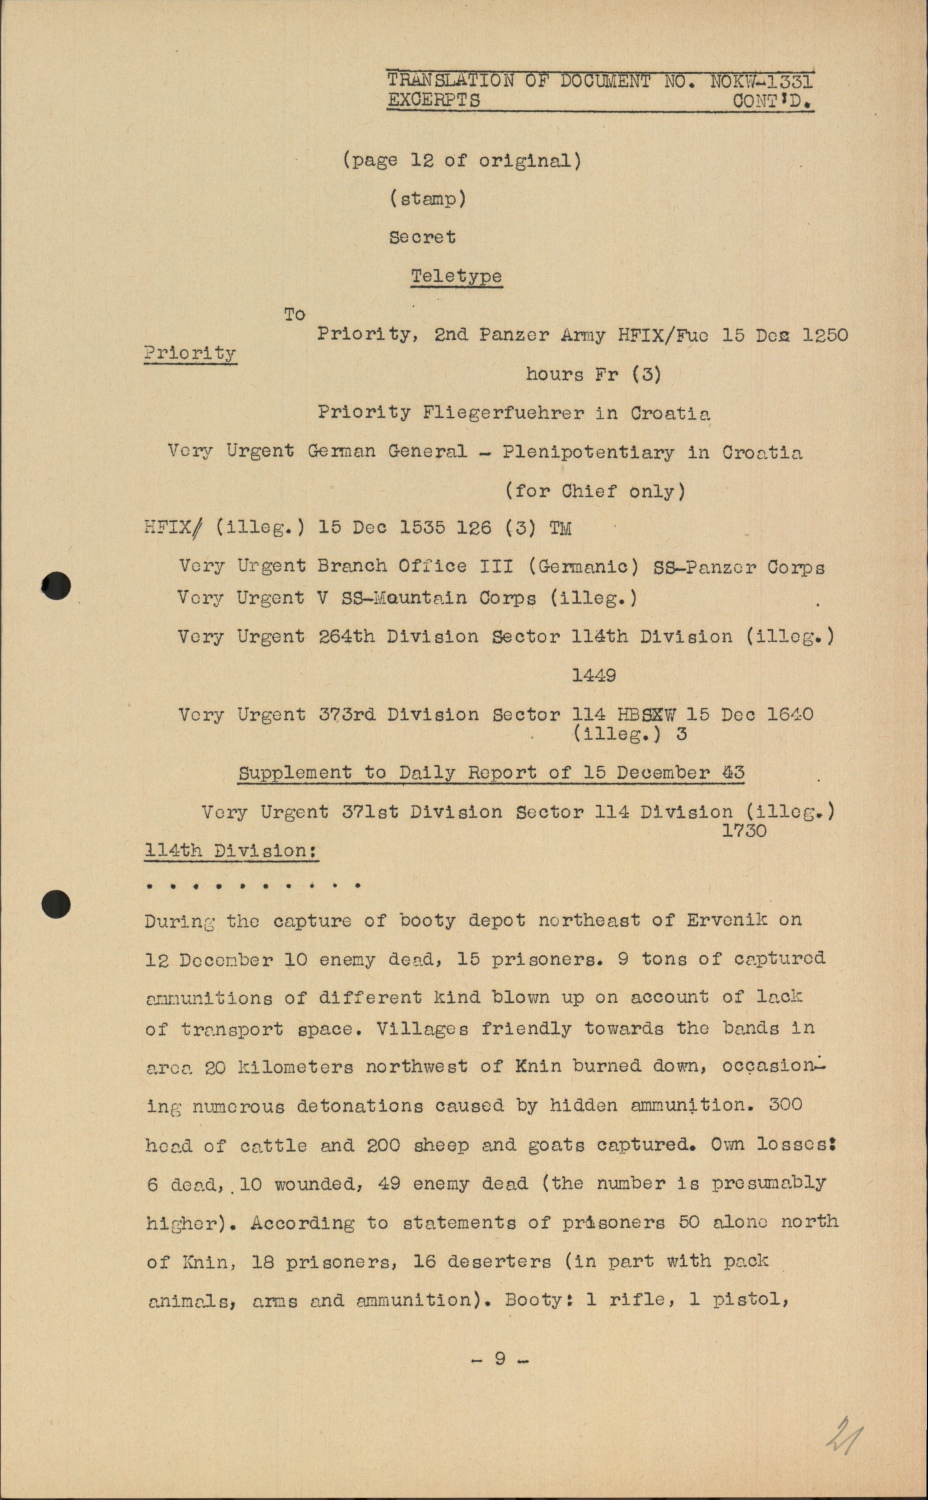 TRANSLATION OF DOCUMENT NO. NOKW-1331
EXCERPTS CONT'D.
(page 12 of original)
(stamp)
Secret
Teletype
To
Priority, 2nd Panzer Army HFIX/Fue 15 Dec 1250
Priority
hours Fr (3)
Priority Fliegerfuehrer in Croatia
Very Urgent German General - Plenipotentiary in Croatia
(for Chief only)
HFIX/ (illeg.) 15 Dec 1535 126 (3) TM
Very Urgent Branch Office III (Germanic) SS-Panzer Corps
Very Urgent V SS-Mountain Corps (illeg.)
Very Urgent 264th Division Sector 114th Division (illeg.)
1449
Very Urgent 373rd Division Sector 114 HBSXW 15 Dec 1640
(illeg.) 3
Supplement to Daily Report of 15 December 43
Very Urgent 371st Division Sector 114 Division (illeg.)
1730
114th Division:
. . . . . . . . . .
During the capture of booty depot northeast of Ervenik on
12 December 10 enemy dead, 15 prisoners. 9 tons of captured
ammunitions of different kind blown up on account of lack
of transport space. Villages friendly towards the bands in
area 20 kilometers northwest of Knin burned down, occasion-
ing numerous detonations caused by hidden ammunition. 300
head of cattle and 200 sheep and goats captured. Own losses:
6 dead, 10 wounded, 49 enemy dead (the number is presumably
higher). According to statements of prisoners 50 alone north
of Knin, 18 prisoners, 16 deserters (in part with pack
animals, arms and ammunition). Booty: 1 rifle, 1 pistol,
- 9 -
21